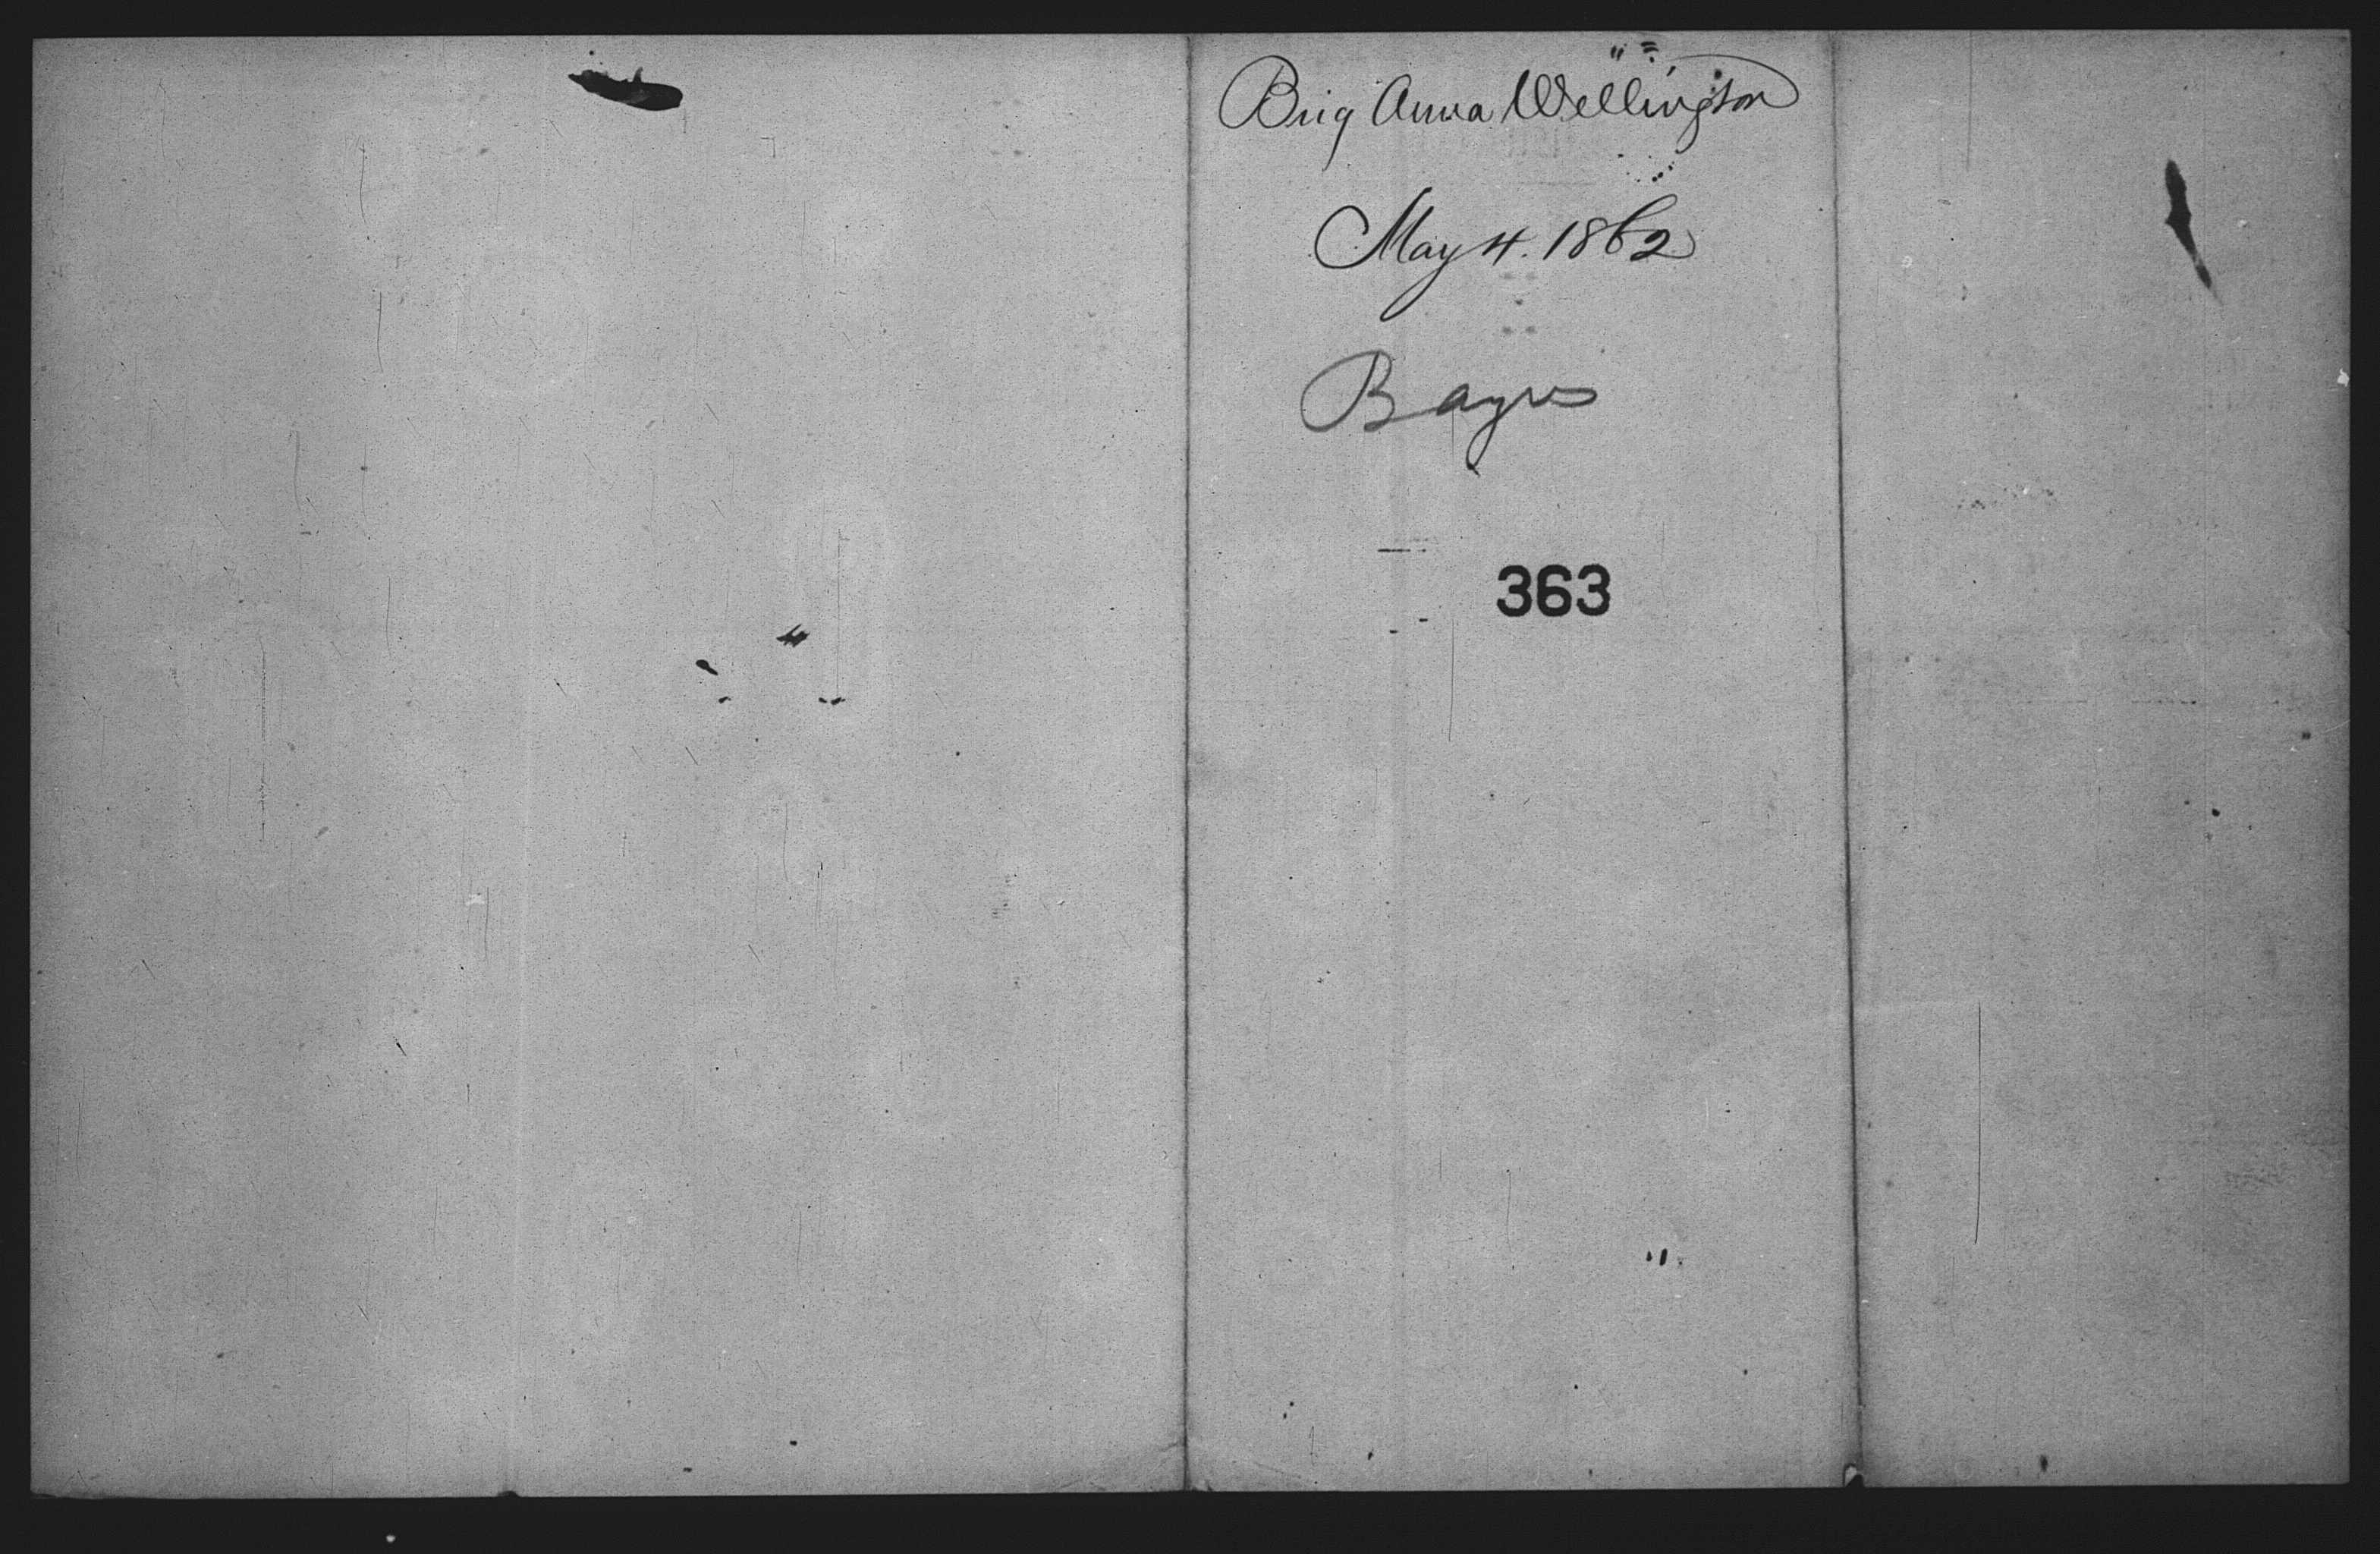 Brig Anna Wellington
May 4. 1862
Bayes
363